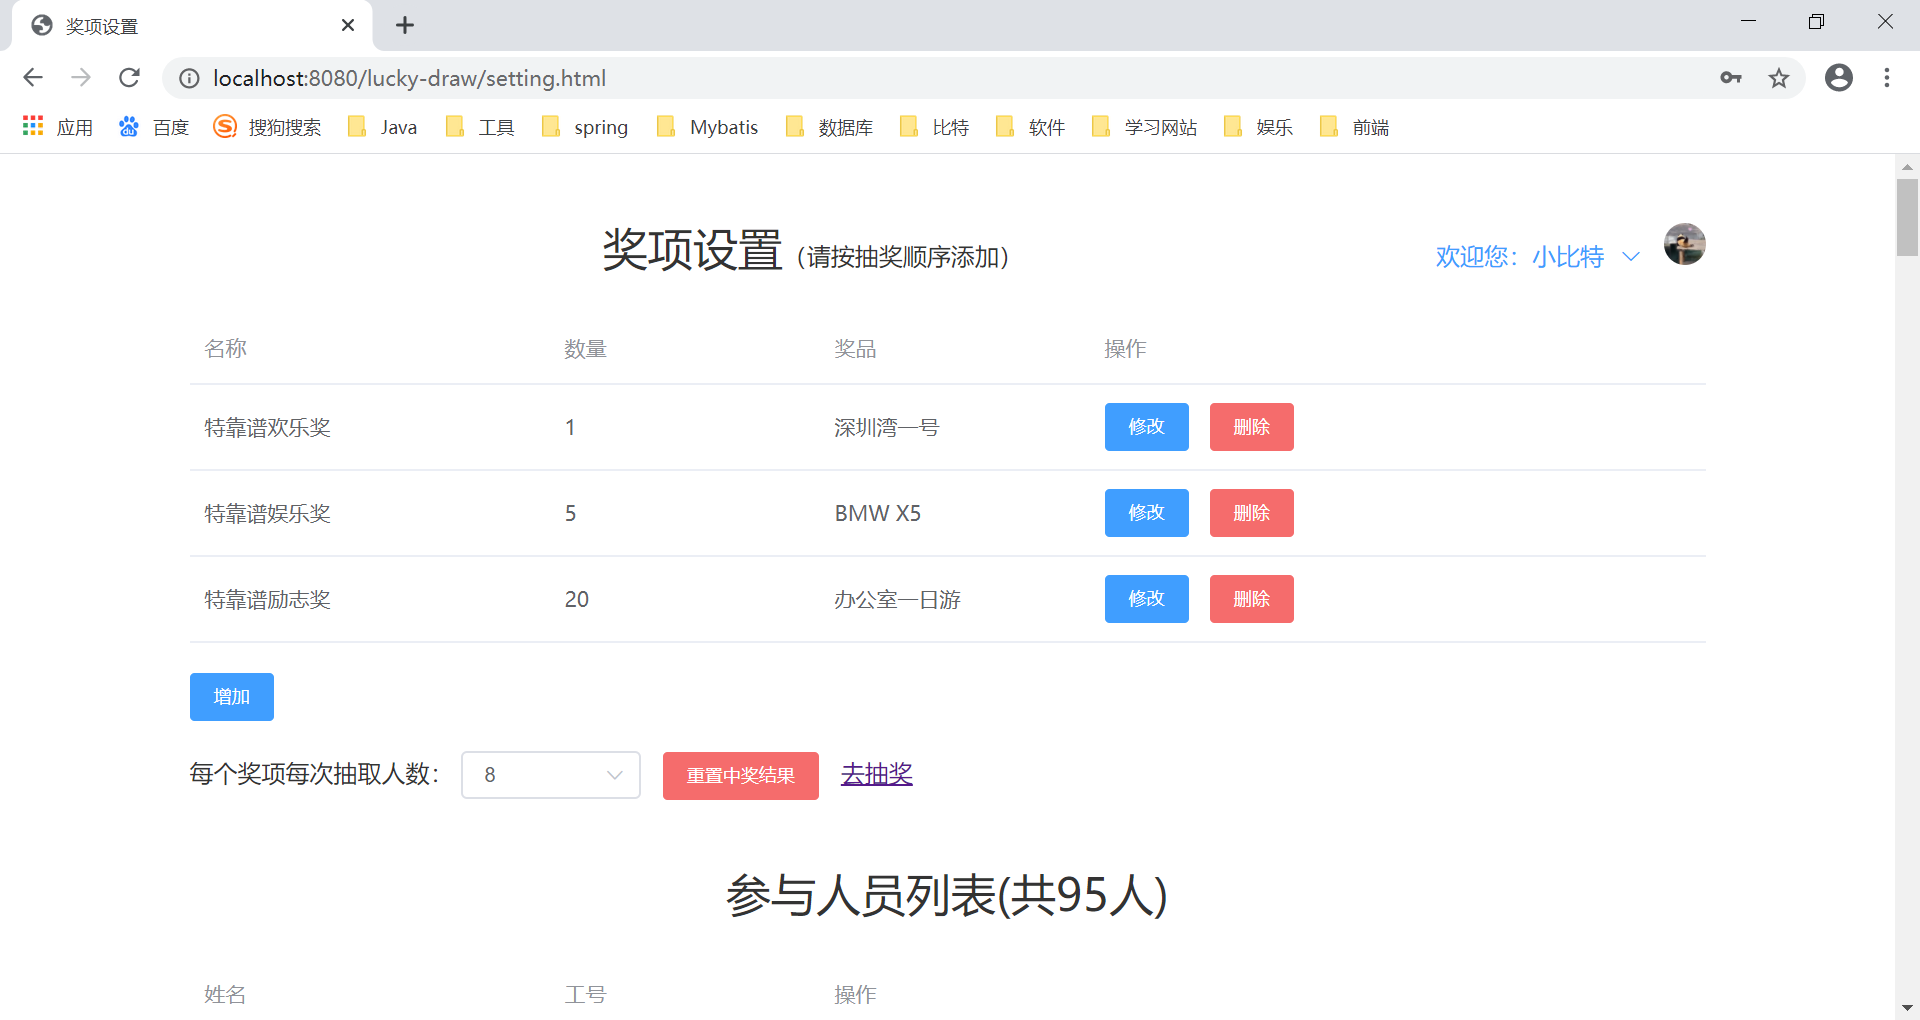 奖项设置
localhost:8080/lucky-draw/setting.html
应用 百度 搜狗搜索 Java 工具 spring Mybatis 数据库 比特 软件 学习网站 娱乐 前端
奖项设置（请按抽奖顺序添加） 欢迎您：小比特
名称 数量 奖品 操作
特靠谱欢乐奖 1 深圳湾一号 修改 删除
特靠谱娱乐奖 5 BMW X5 修改 删除
特靠谱励志奖 20 办公室一日游 修改 删除
增加
每个奖项每次抽取人数： 8 重置中奖结果 去抽奖
参与人员列表(共95人)
姓名 工号 操作